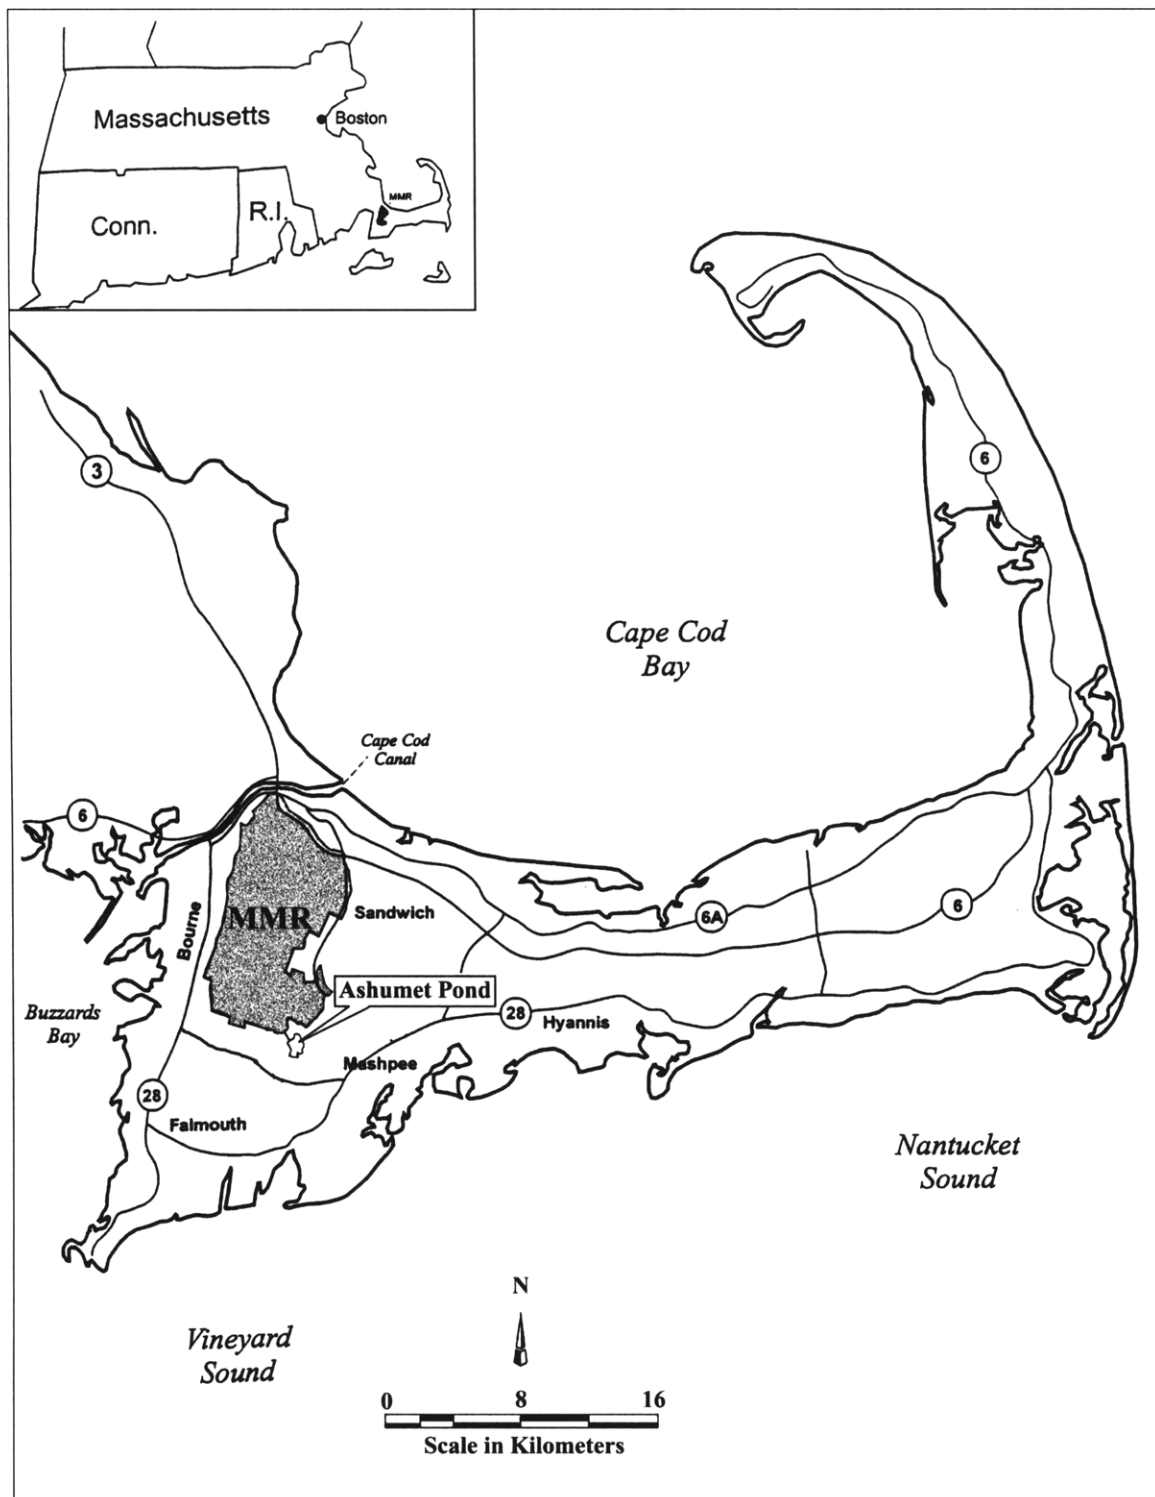 Massachusetts
Boston
MMR
Conn.
R.I.
3
6
Cape Cod
Bay
Cape Cod
Canal
6
MMR
Bourne
Sandwich
6A
6
Ashumet Pond
Buzzards
Bay
28
Hyannis
Mashpee
28
Falmouth
Nantucket
Sound
N
Vineyard
Sound
0 8 16
Scale in Kilometers